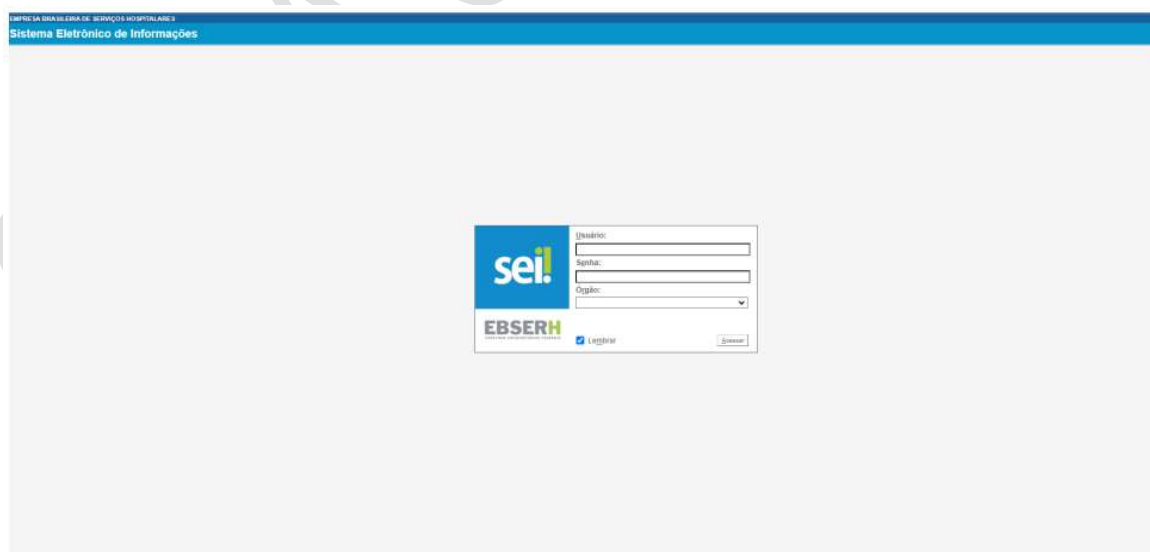 EMPRESA BRASILEIRA DE SERVIÇOS HOSPITALARES
Sistema Eletrônico de Informações
sei!
Usuário:
Senha:
Órgão:
EBSERH
Lembrar
Acessar